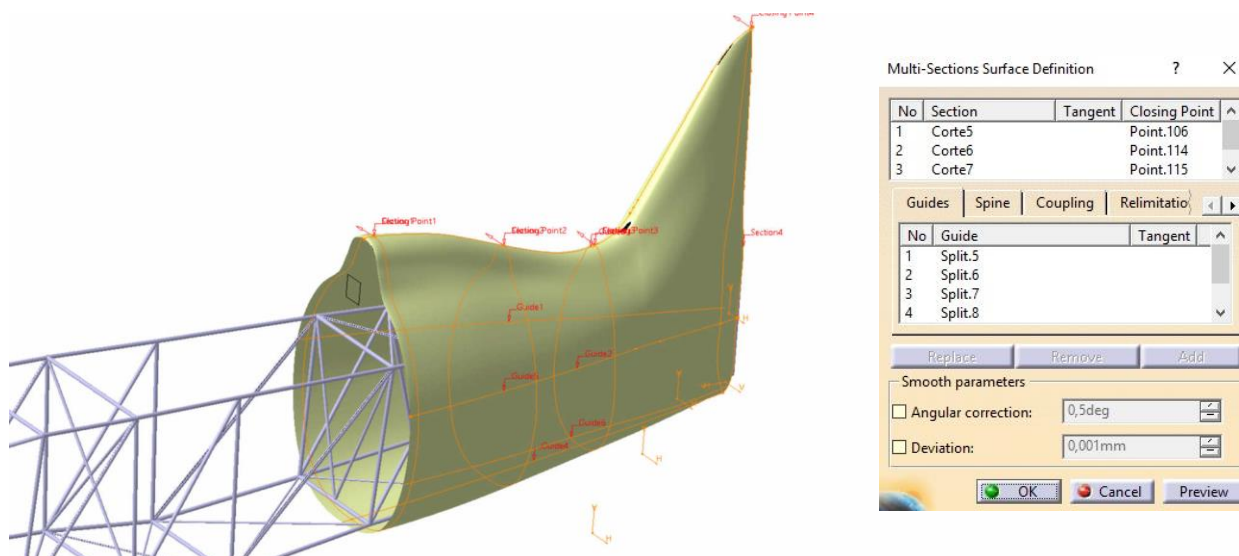 Closing Point4
Closing Point1
Closing Point2
Closing Point3
Section4
Guide1
Guide2
H
V
H
V
H
Multi-Sections Surface Definition ? X
No Section Tangent Closing Point
1 Corte5 Point.106
2 Corte6 Point.114
3 Corte7 Point.115
Guides Spine Coupling Relimitatio
No Guide Tangent
1 Split.5
2 Split.6
3 Split.7
4 Split.8
Replace Remove Add
Smooth parameters
Angular correction: 0,5deg
Deviation: 0,001mm
OK Cancel Preview